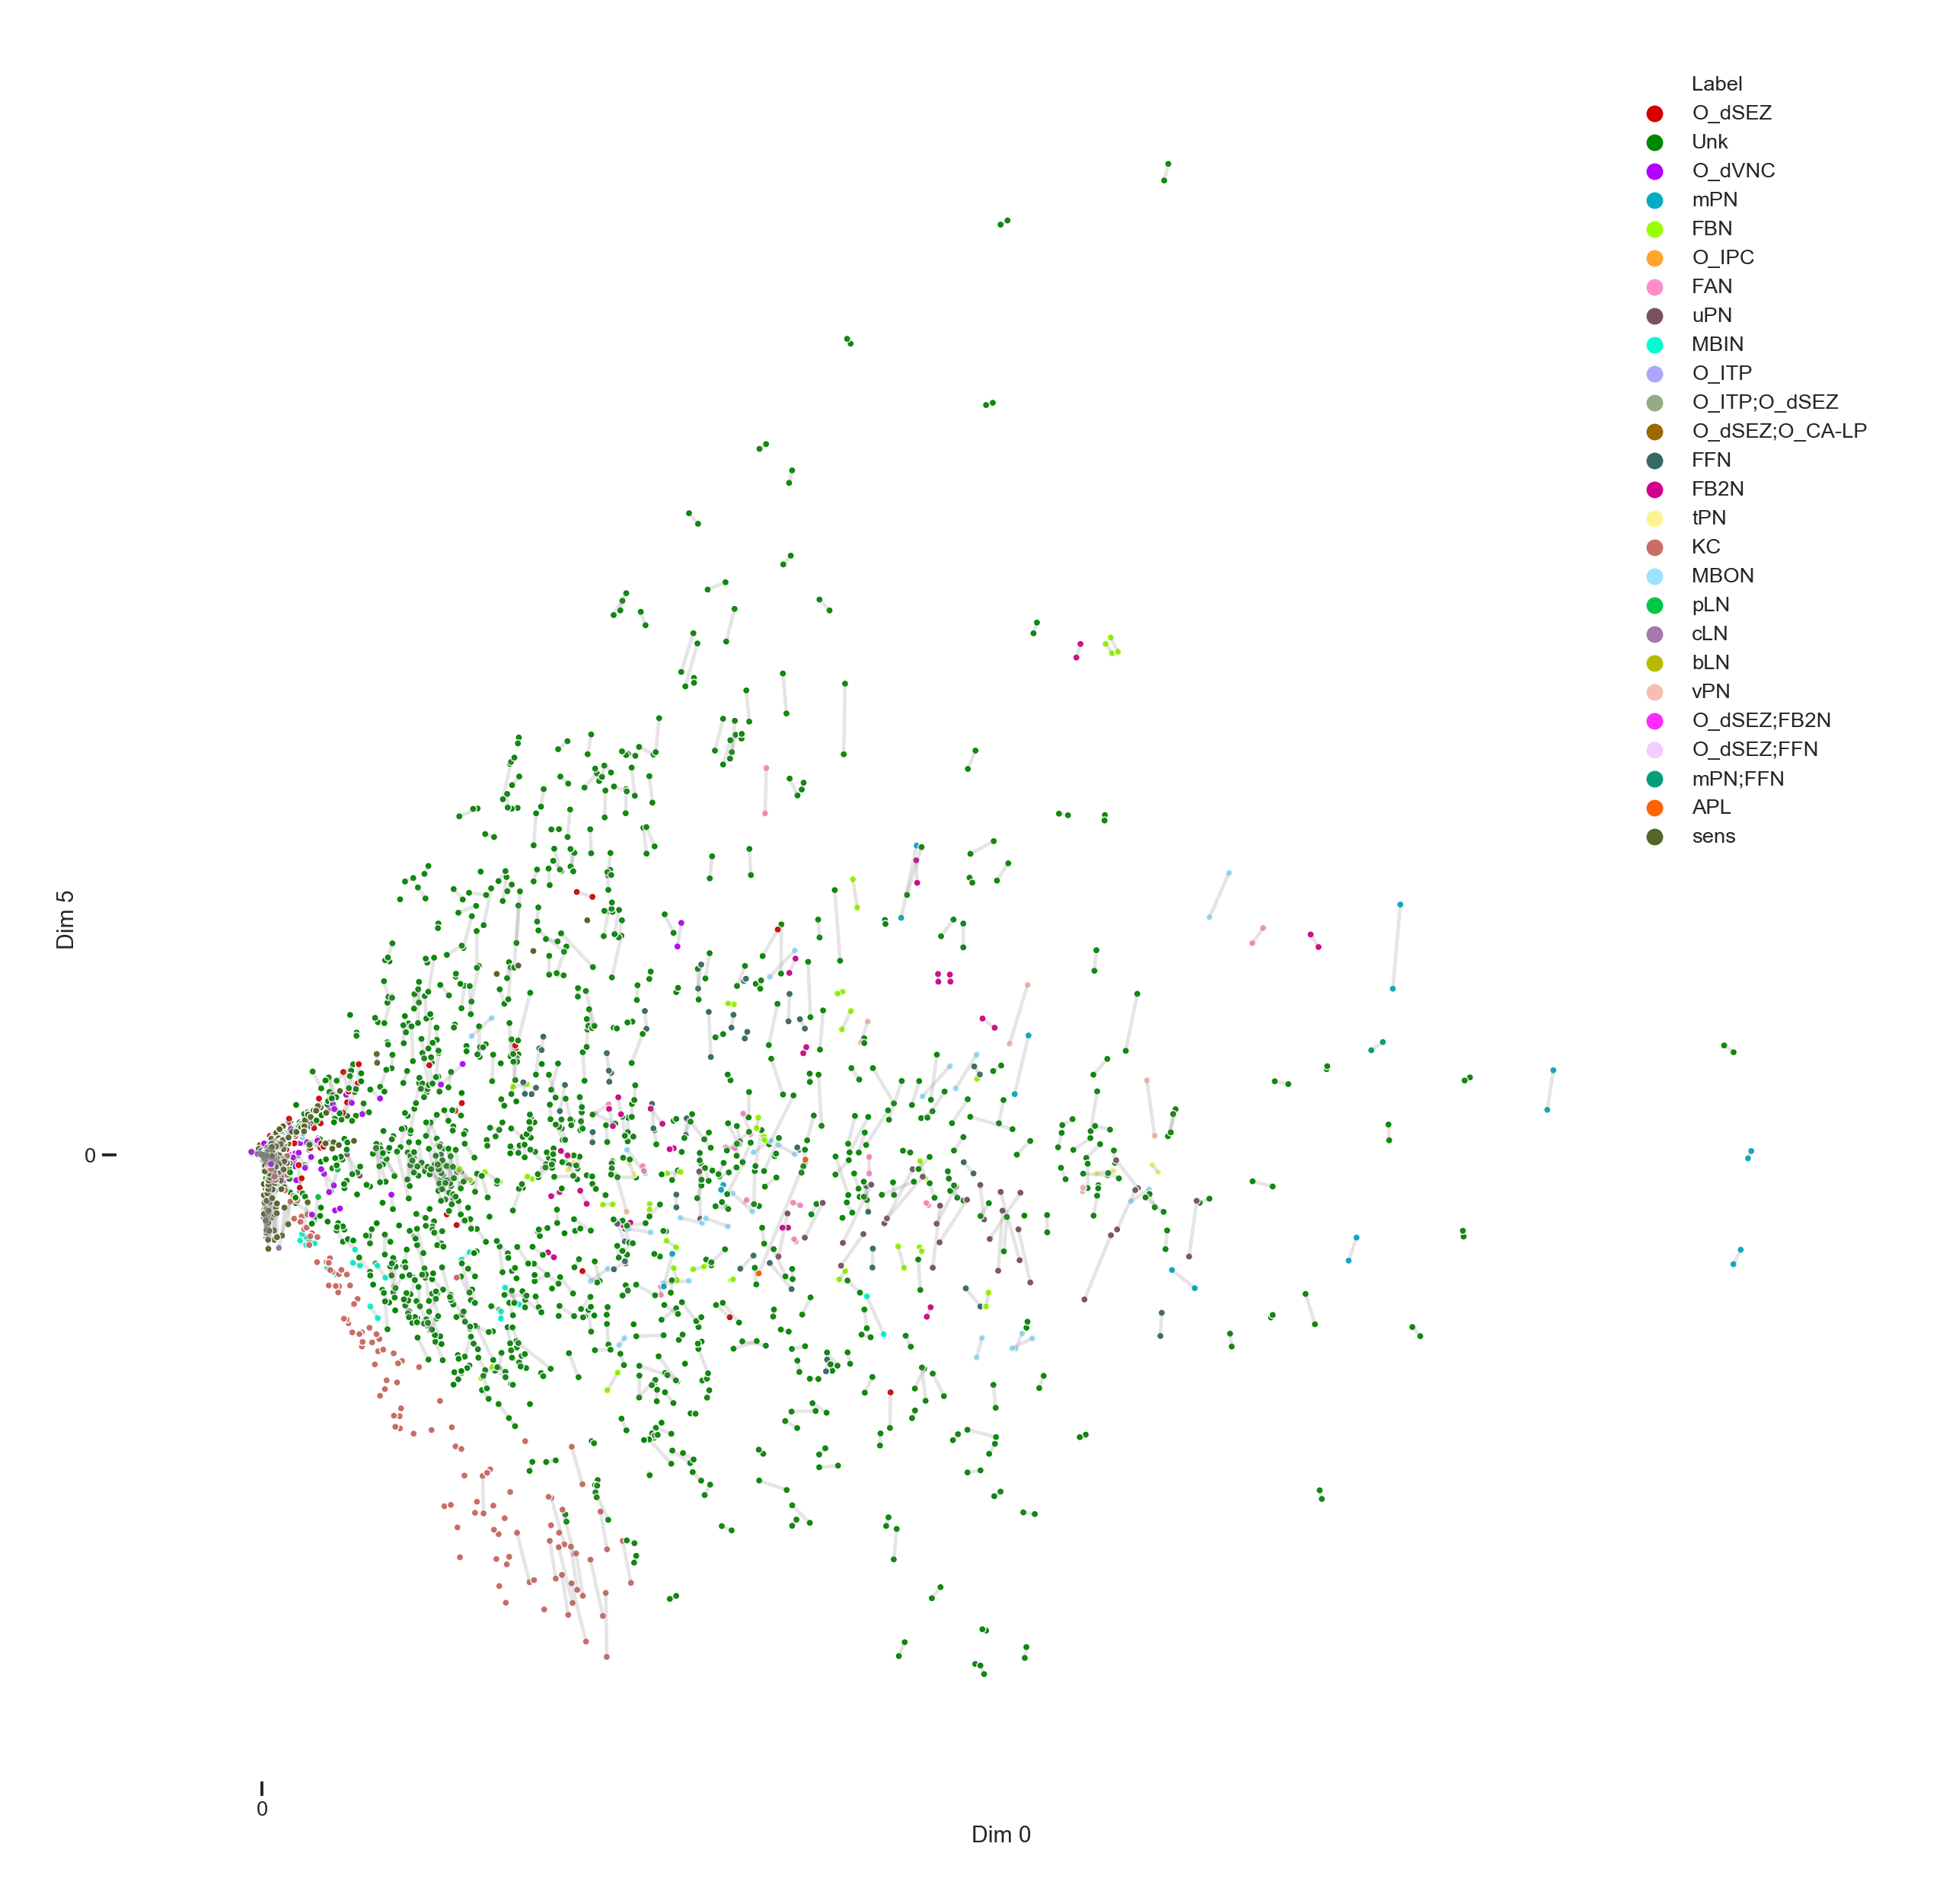 Label
O_dSEZ
Unk
O_dVNC
mPN
FBN
O_IPC
FAN
uPN
MBIN
O_ITP
O_ITP;O_dSEZ
O_dSEZ;O_CA-LP
FFN
FB2N
tPN
KC
MBON
pLN
cLN
bLN
vPN
O_dSEZ;FB2N
O_dSEZ;FFN
mPN;FFN
APL
sens
Dim 5
0
0
Dim 0